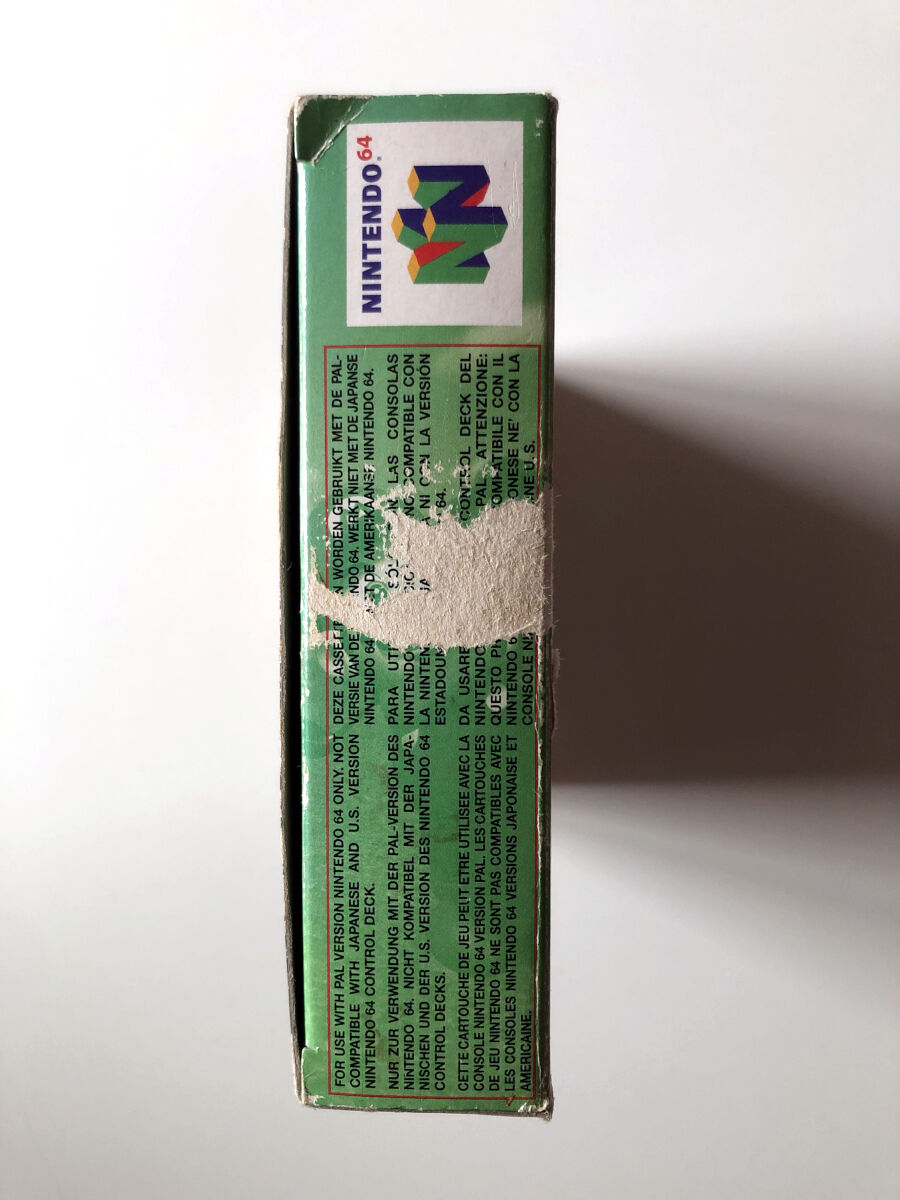 NINTENDO 64
FOR USE WITH PAL VERSION NINTENDO 64 ONLY. NOT
COMPATIBLE WITH JAPANESE AND U.S. VERSION
NINTENDO 64 CONTROL DECK.
NUR ZUR VERWENDUNG MIT DER PAL-VERSION DES
NINTENDO 64. NICHT KOMPATIBEL MIT DER JAPA-
NISCHEN UND DER U.S. VERSION DES NINTENDO 64
CONTROL DECKS.
CETTE CARTOUCHE DE JEU PEUT ETRE UTILISEE AVEC LA
CONSOLE NINTENDO 64 VERSION PAL. LES CARTOUCHES
DE JEU NINTENDO 64 NE SONT PAS COMPATIBLES AVEC
LES CONSOLES NINTENDO 64 VERSIONS JAPONAISE ET
AMERICAINE.
DEZE WORDEN GEBRUIKT MET DE PAL-
VERSIE VAN DE 64. WERKT NIET MET DE JAPANSE
NINTENDO 64 DE AMERIKAANSE NINTENDO 64.
PARA LAS CONSOLAS
NINTENDO COMPATIBLE CON
LA NI CON LA VERSIÓN
64.
DA USARE CONTROL DECK DEL
PAL. ATTENZIONE:
QUESTO CON IL
NINTENDO NE' CON LA
CONSOLE U.S.